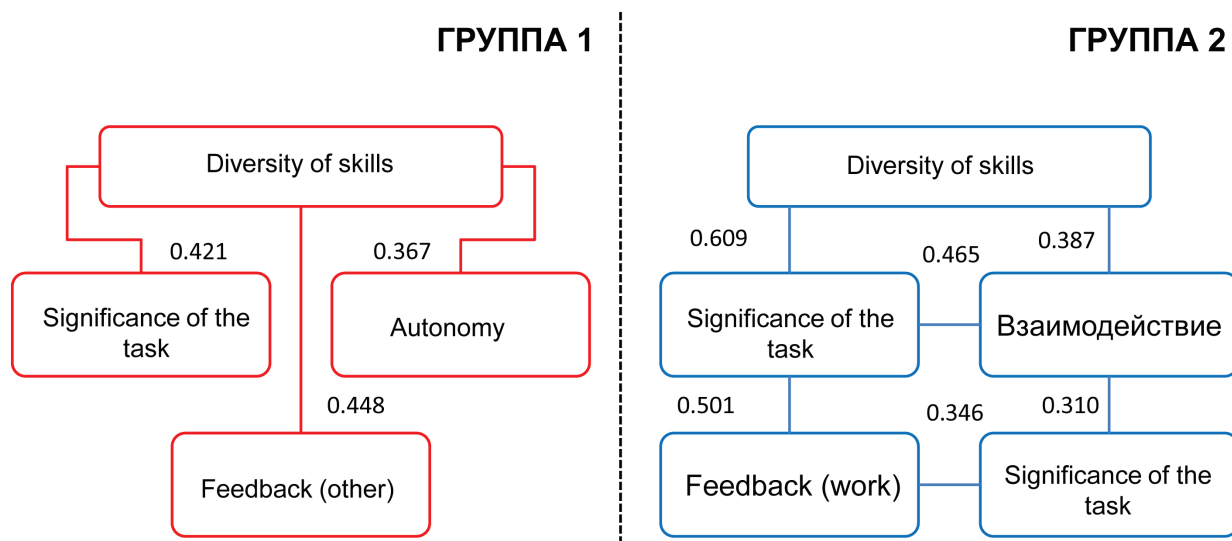 ГРУППА 1
Diversity of skills
0.421
0.367
Significance of the
task
Autonomy
0.448
Feedback (other)
ГРУППА 2
Diversity of skills
0.609
0.465
0.387
Significance of the
task
Взаимодействие
0.501
0.346
0.310
Feedback (work)
Significance of the
task